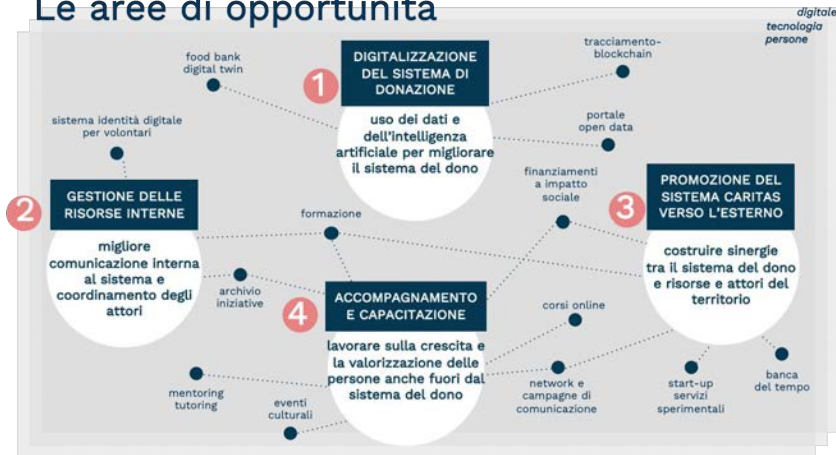 Le aree di opportunità
digitale
tecnologia
persone
food bank
digital twin
1
DIGITALIZZAZIONE
DEL SISTEMA DI
DONAZIONE
uso dei dati e
dell'intelligenza
artificiale per migliorare
il sistema del dono
tracciamento-
blockchain
portale
open data
sistema identità digitale
per volontari
2
GESTIONE DELLE
RISORSE INTERNE
migliore
comunicazione interna
al sistema e
coordinamento degli
attori
formazione
finanziamenti
a impatto
sociale
3
PROMOZIONE DEL
SISTEMA CARITAS
VERSO L'ESTERNO
costruire sinergie
tra il sistema del dono
e risorse e attori del
territorio
archivio
iniziative
4
ACCOMPAGNAMENTO
E CAPACITAZIONE
lavorare sulla crescita e
la valorizzazione delle
persone anche fuori dal
sistema del dono
corsi online
mentoring
tutoring
eventi
culturali
network e
campagne di
comunicazione
start-up
servizi
sperimentali
banca
del tempo